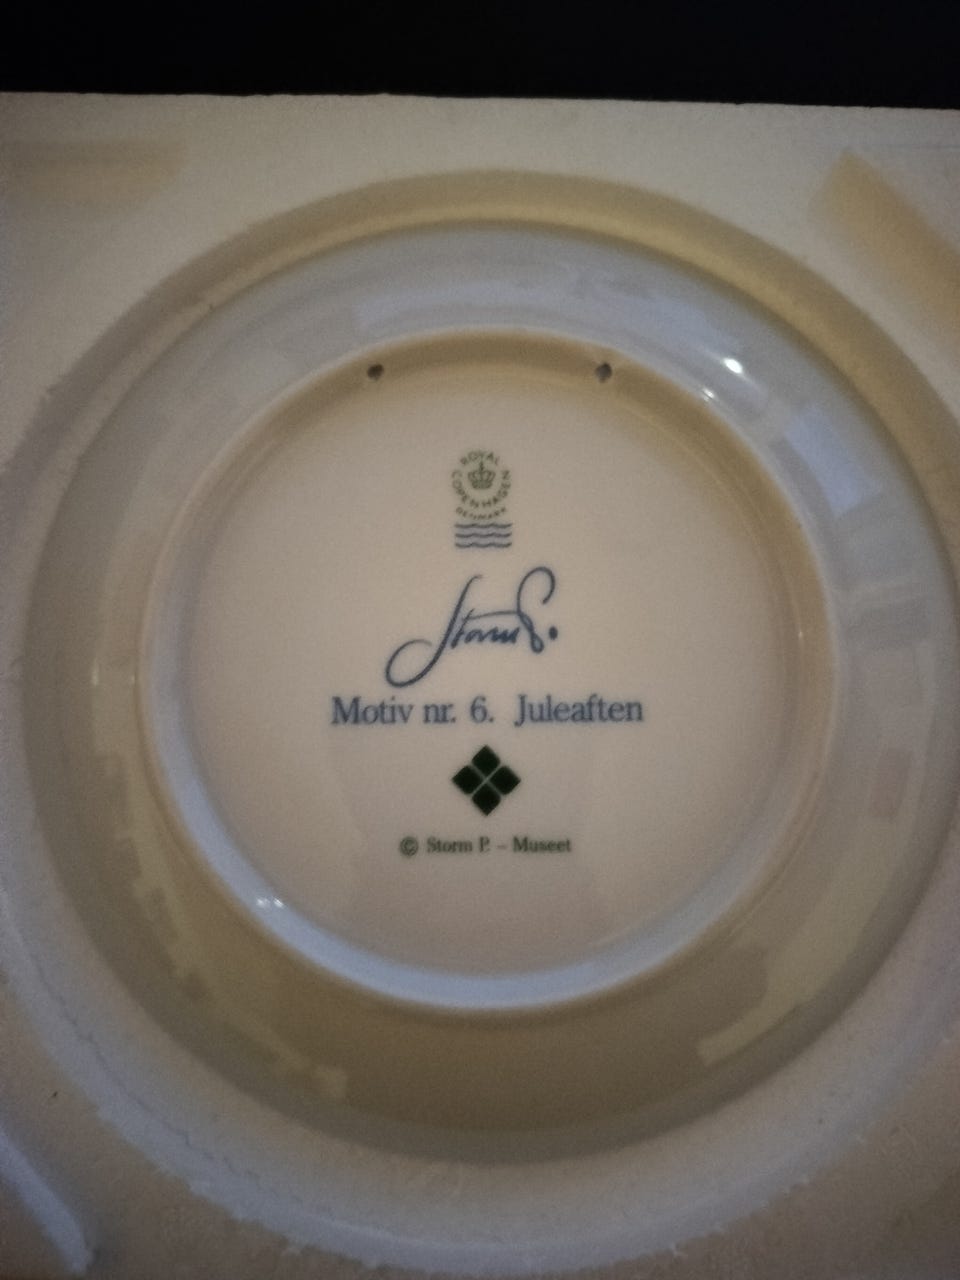 ROYAL
COPENHAGEN
DENMARK
Storm P.
Motiv nr. 6. Juleaften
© Storm P. – Museet